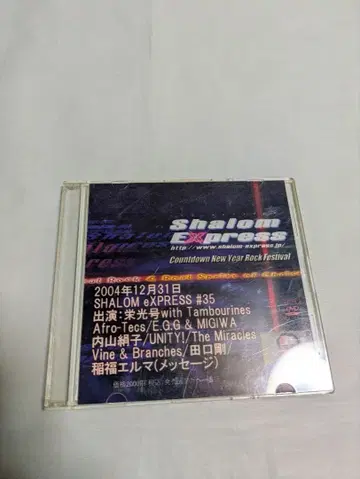 Shalom
Express
http://www.shalom-express.jp/
Countdown New Year Rock Festival
2004年12月31日
SHALOM eXPRESS #35
出演:栄光号with Tambourines
Afro-Tecs/E.G.G & MIGIWA
内山絹子/UNITY!/The Miracles
Vine & Branches/田口剛/
稲福エルマ(メッセージ)